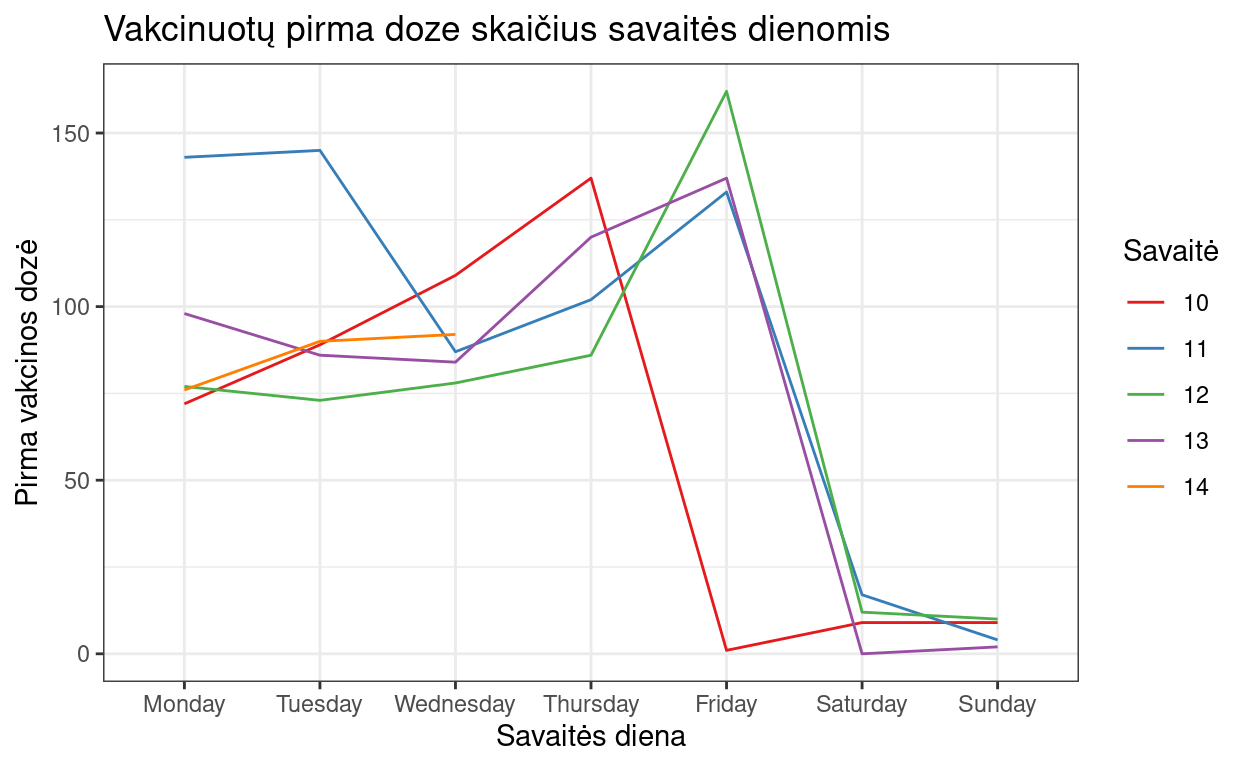 Vakcinuotų pirma doze skaičius savaitės dienomis
Pirma vakcinos dozė
150
100
50
0
Monday Tuesday Wednesday Thursday Friday Saturday Sunday
Savaitės diena
Savaitė
10
11
12
13
14